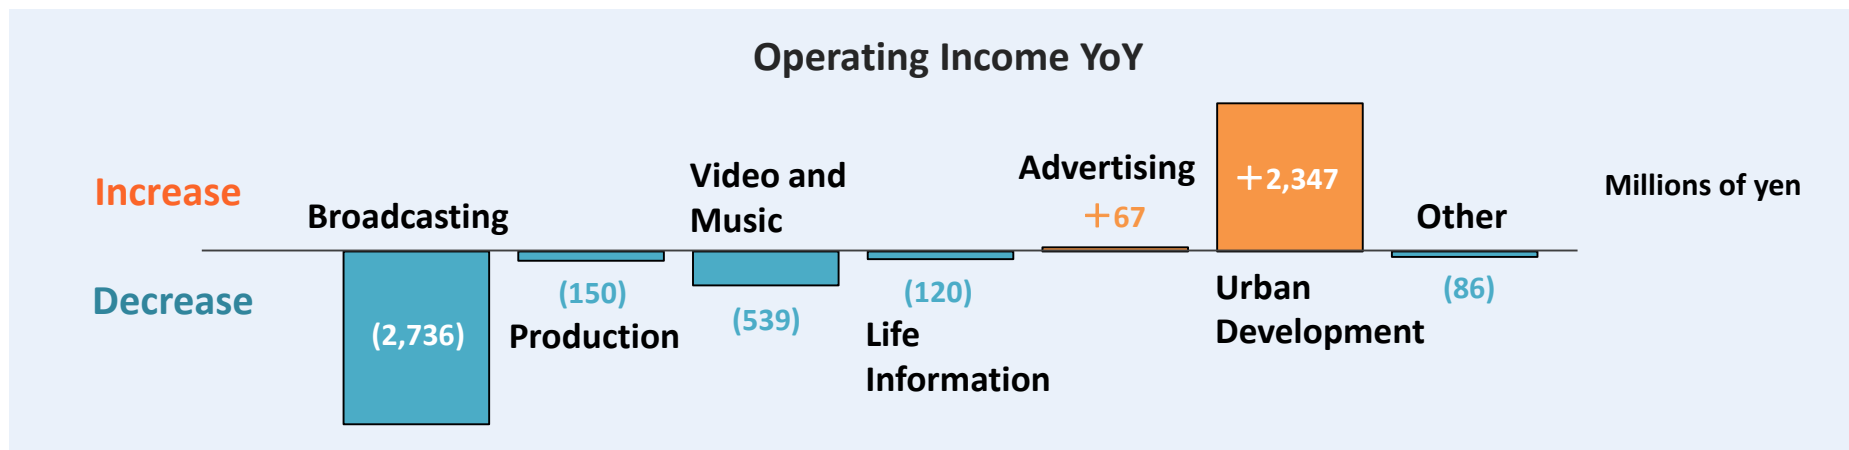 Operating Income YoY
Increase
Decrease
Millions of yen
Broadcasting
(2,736)
(150)
Production
Video and
Music
(539)
(120)
Life
Information
Advertising
+67
+2,347
Urban
Development
Other
(86)